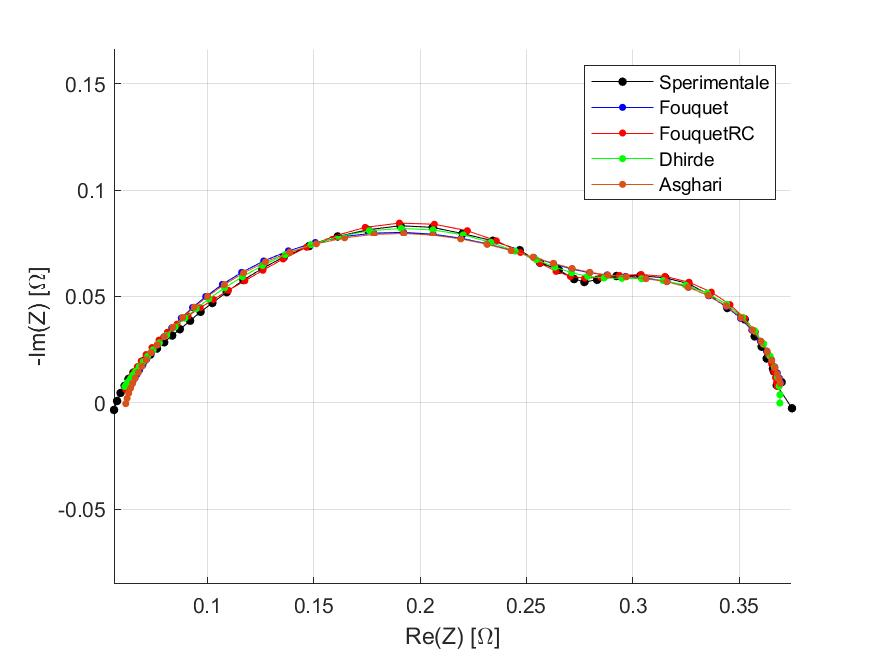 Sperimentale
Fouquet
FouquetRC
Dhirde
Asghari
0.15
0.1
0.05
0
-0.05
-Im(Z) [Ω]
0.1 0.15 0.2 0.25 0.3 0.35
Re(Z) [Ω]